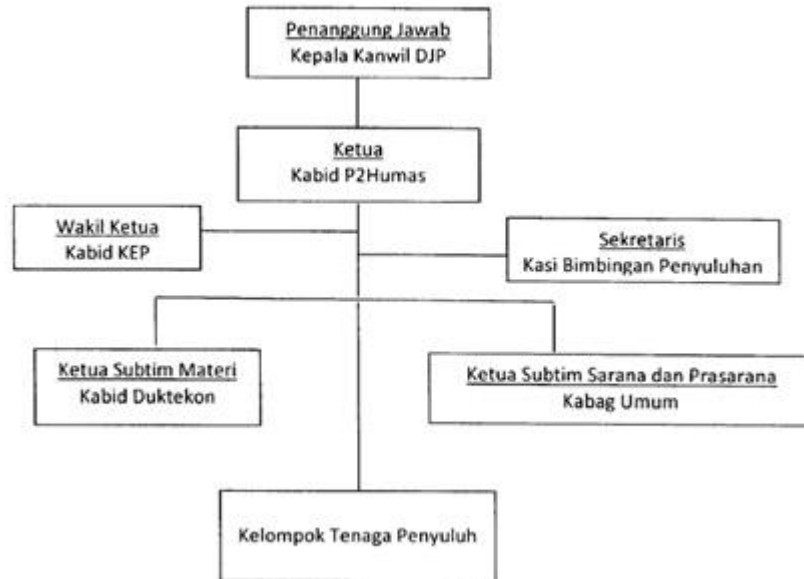 Penanggung Jawab
Kepala Kanwil DJP
Ketua
Kabid P2Humas
Wakil Ketua
Kabid KEP
Sekretaris
Kasi Bimbingan Penyuluhan
Ketua Subtim Materi
Kabid Duktekon
Ketua Subtim Sarana dan Prasarana
Kabag Umum
Kelompok Tenaga Penyuluh